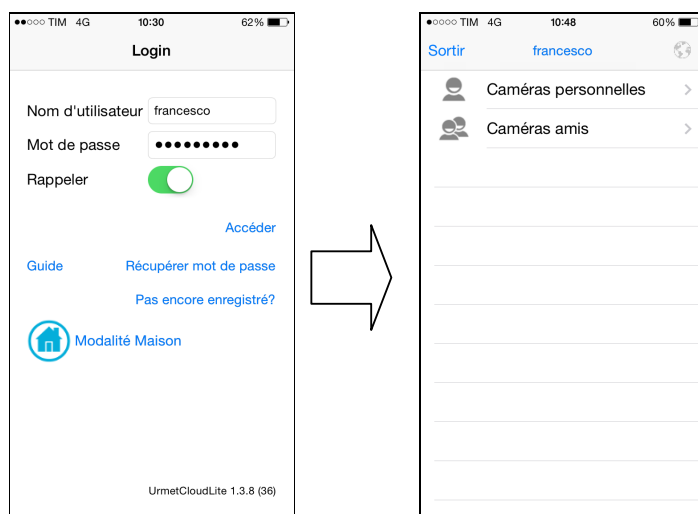 TIM 4G 10:30 62%
Login
Nom d'utilisateur francesco
Mot de passe •••••••••
Rappeler
Accéder
Guide Récupérer mot de passe
Pas encore enregistré?
Modalité Maison
UrmetCloudLite 1.3.8 (36)
TIM 4G 10:48 60%
Sortir francesco
Caméras personnelles
Caméras amis